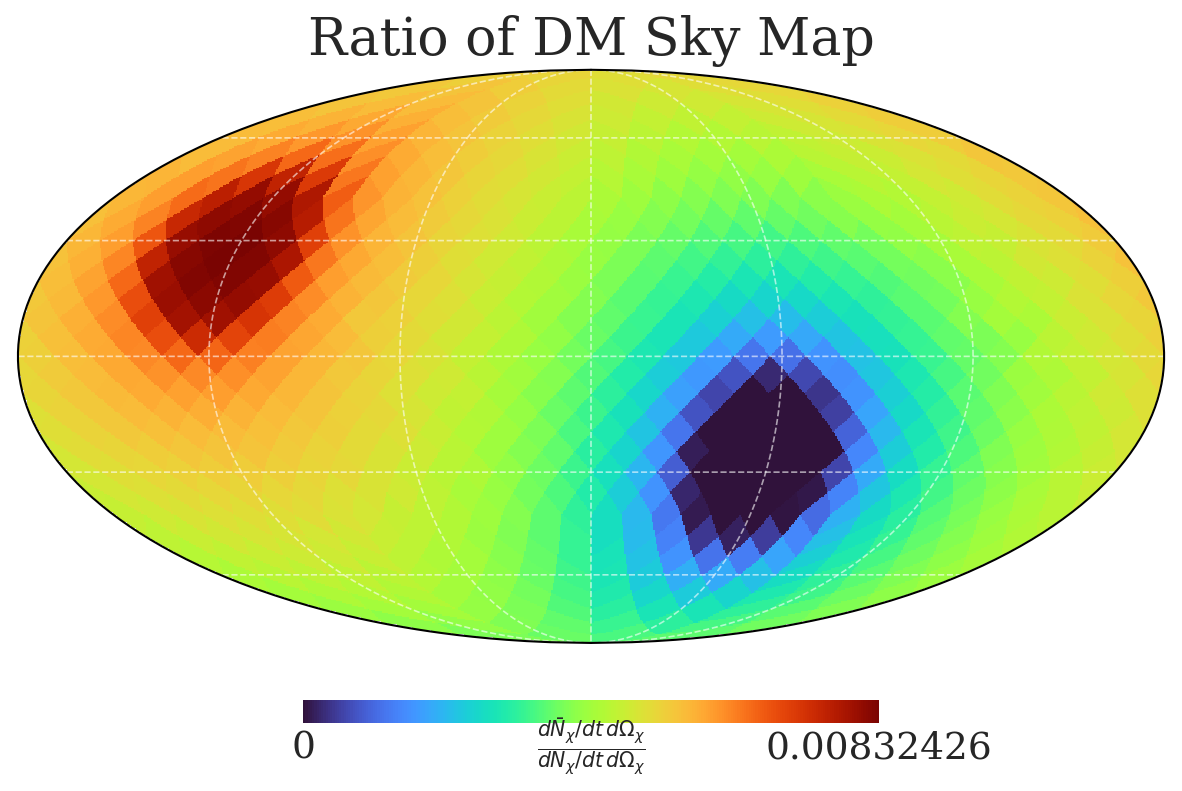 Ratio of DM Sky Map
0 0.00832426
dN̄χ/dt dΩχ
dNχ/dt dΩχ